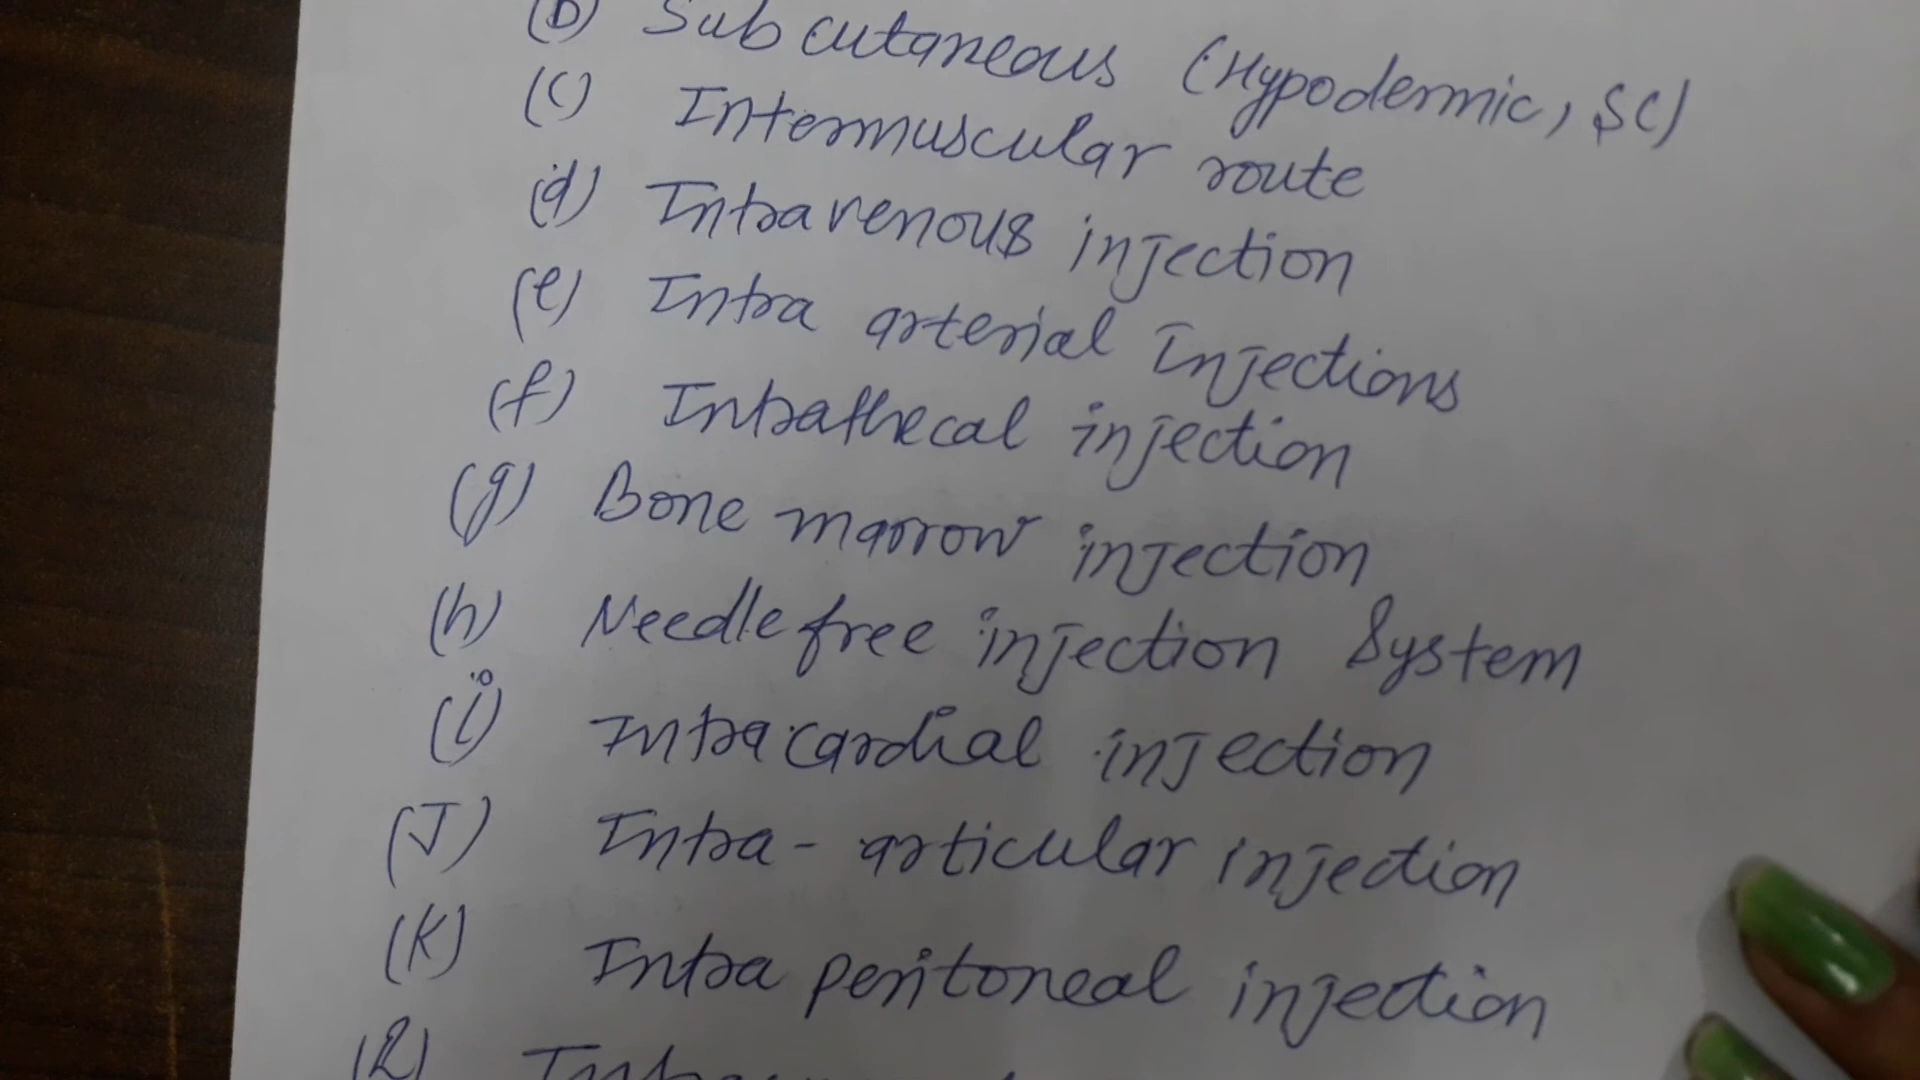 (b) Subcutaneous (Hypodermic, SC)
(c) Intermuscular route
(d) Intravenous injection
(e) Intra arterial Injections
(f) Intrathecal injection
(g) Bone marrow injection
(h) Needle free injection System
(i) Intracardial injection
(J) Intra-articular injection
(K) Intra peritoneal injection